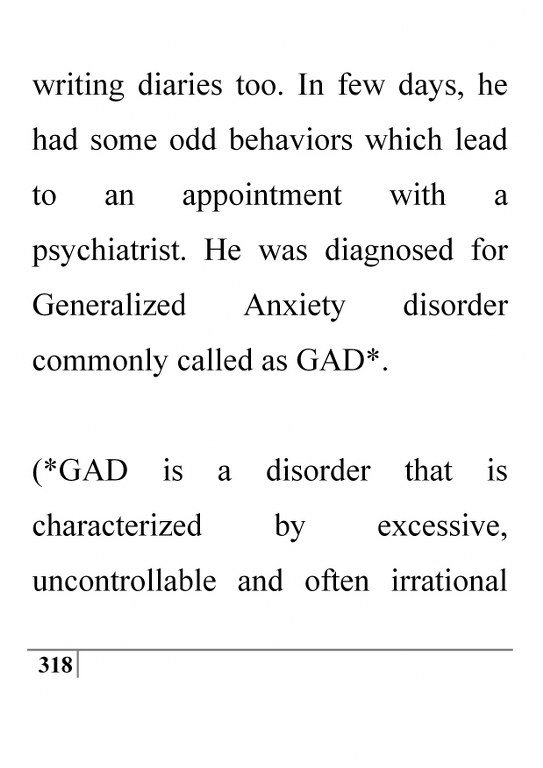 writing diaries too. In few days, he
had some odd behaviors which lead
to an appointment with a
psychiatrist. He was diagnosed for
Generalized Anxiety disorder
commonly called as GAD*.
(*GAD is a disorder that is
characterized by excessive,
uncontrollable and often irrational
318